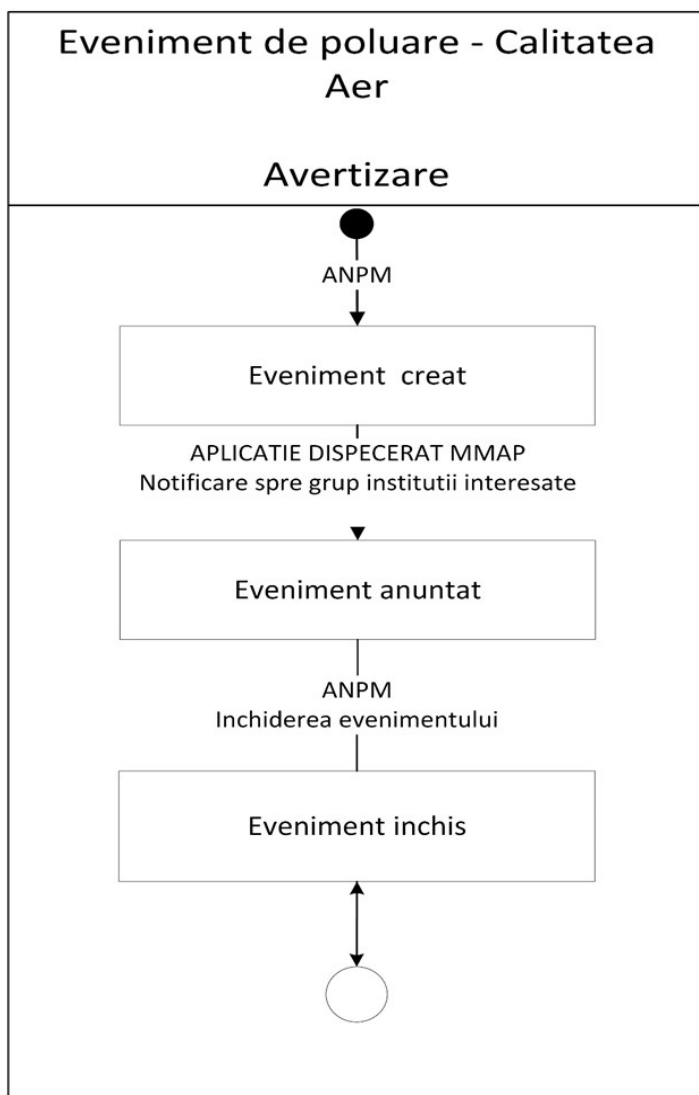 Eveniment de poluare - Calitatea
Aer
Avertizare
ANPM
Eveniment creat
APLICATIE DISPECERAT MMAP
Notificare spre grup institutii interesate
Eveniment anuntat
ANPM
Inchiderea evenimentului
Eveniment inchis